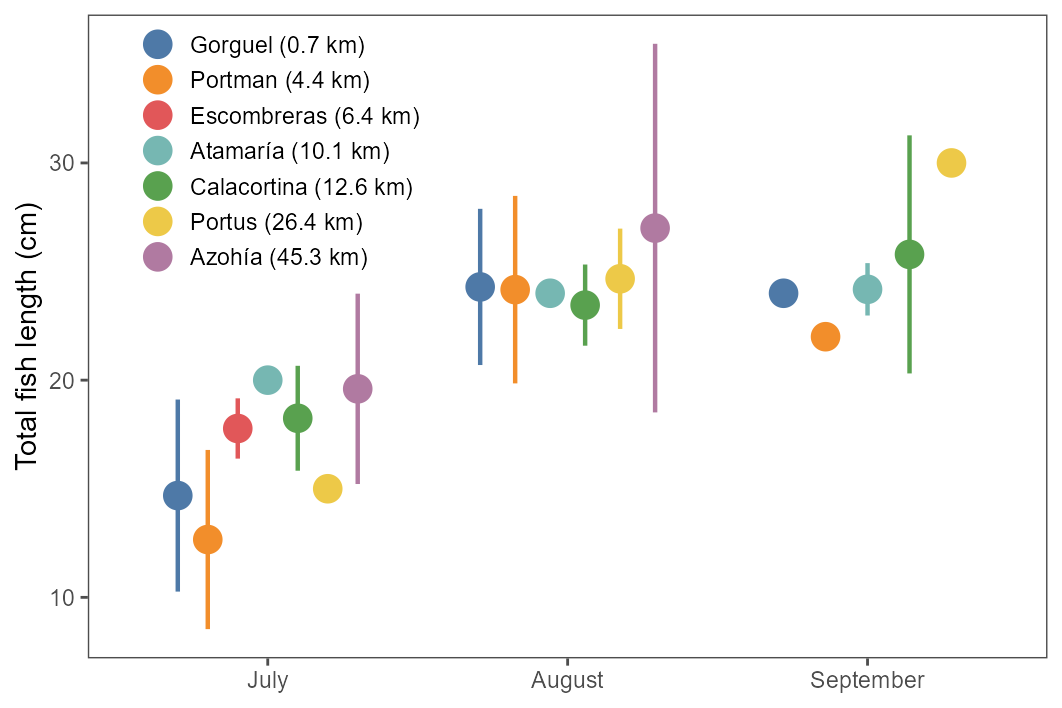 Gorguel (0.7 km)
Portman (4.4 km)
Escombreras (6.4 km)
Atamaría (10.1 km)
Calacortina (12.6 km)
Portus (26.4 km)
Azohía (45.3 km)
Total fish length (cm)
30
20
10
July
August
September